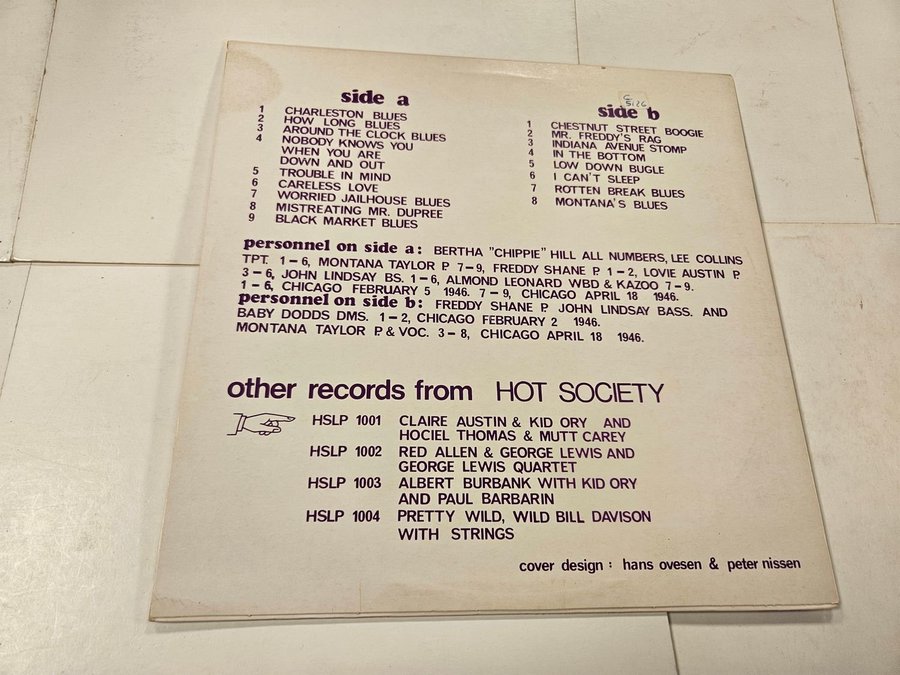 side a
1 CHARLESTON BLUES
2 HOW LONG BLUES
3 AROUND THE CLOCK BLUES
4 NOBODY KNOWS YOU
WHEN YOU ARE
DOWN AND OUT
5 TROUBLE IN MIND
6 CARELESS LOVE
7 WORRIED JAILHOUSE BLUES
8 MISTREATING MR. DUPREE
9 BLACK MARKET BLUES
side b
1 CHESTNUT STREET BOOGIE
2 MR. FREDDY'S RAG
3 INDIANA AVENUE STOMP
4 IN THE BOTTOM
5 LOW DOWN BUGLE
6 I CAN'T SLEEP
7 ROTTEN BREAK BLUES
8 MONTANA'S BLUES
personnel on side a: BERTHA "CHIPPIE" HILL ALL NUMBERS, LEE COLLINS
TPT. 1-6, MONTANA TAYLOR P. 7-9, FREDDY SHANE P. 1-2, LOVIE AUSTIN P.
3-6, JOHN LINDSAY BS. 1-6, ALMOND LEONARD WBD & KAZOO 7-9.
1-6, CHICAGO FEBRUARY 5 1946. 7-9, CHICAGO APRIL 18 1946.
personnel on side b: FREDDY SHANE P. JOHN LINDSAY BASS. AND
BABY DODDS DMS. 1-2, CHICAGO FEBRUARY 2 1946.
MONTANA TAYLOR P. & VOC. 3-8, CHICAGO APRIL 18 1946.
other records from HOT SOCIETY
HSLP 1001 CLAIRE AUSTIN & KID ORY AND
HOCIEL THOMAS & MUTT CAREY
HSLP 1002 RED ALLEN & GEORGE LEWIS AND
GEORGE LEWIS QUARTET
HSLP 1003 ALBERT BURBANK WITH KID ORY
AND PAUL BARBARIN
HSLP 1004 PRETTY WILD, WILD BILL DAVISON
WITH STRINGS
cover design : hans ovesen & peter nissen